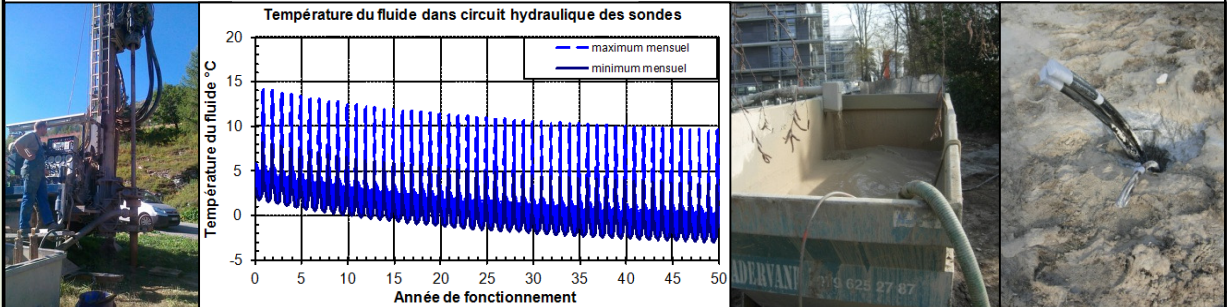 Température du fluide dans circuit hydraulique des sondes
Température du fluide °C
20
15
10
5
0
-5
maximum mensuel
minimum mensuel
0 5 10 15 20 25 30 35 40 45 50
Année de fonctionnement
ADERVAN
9 625 27 87